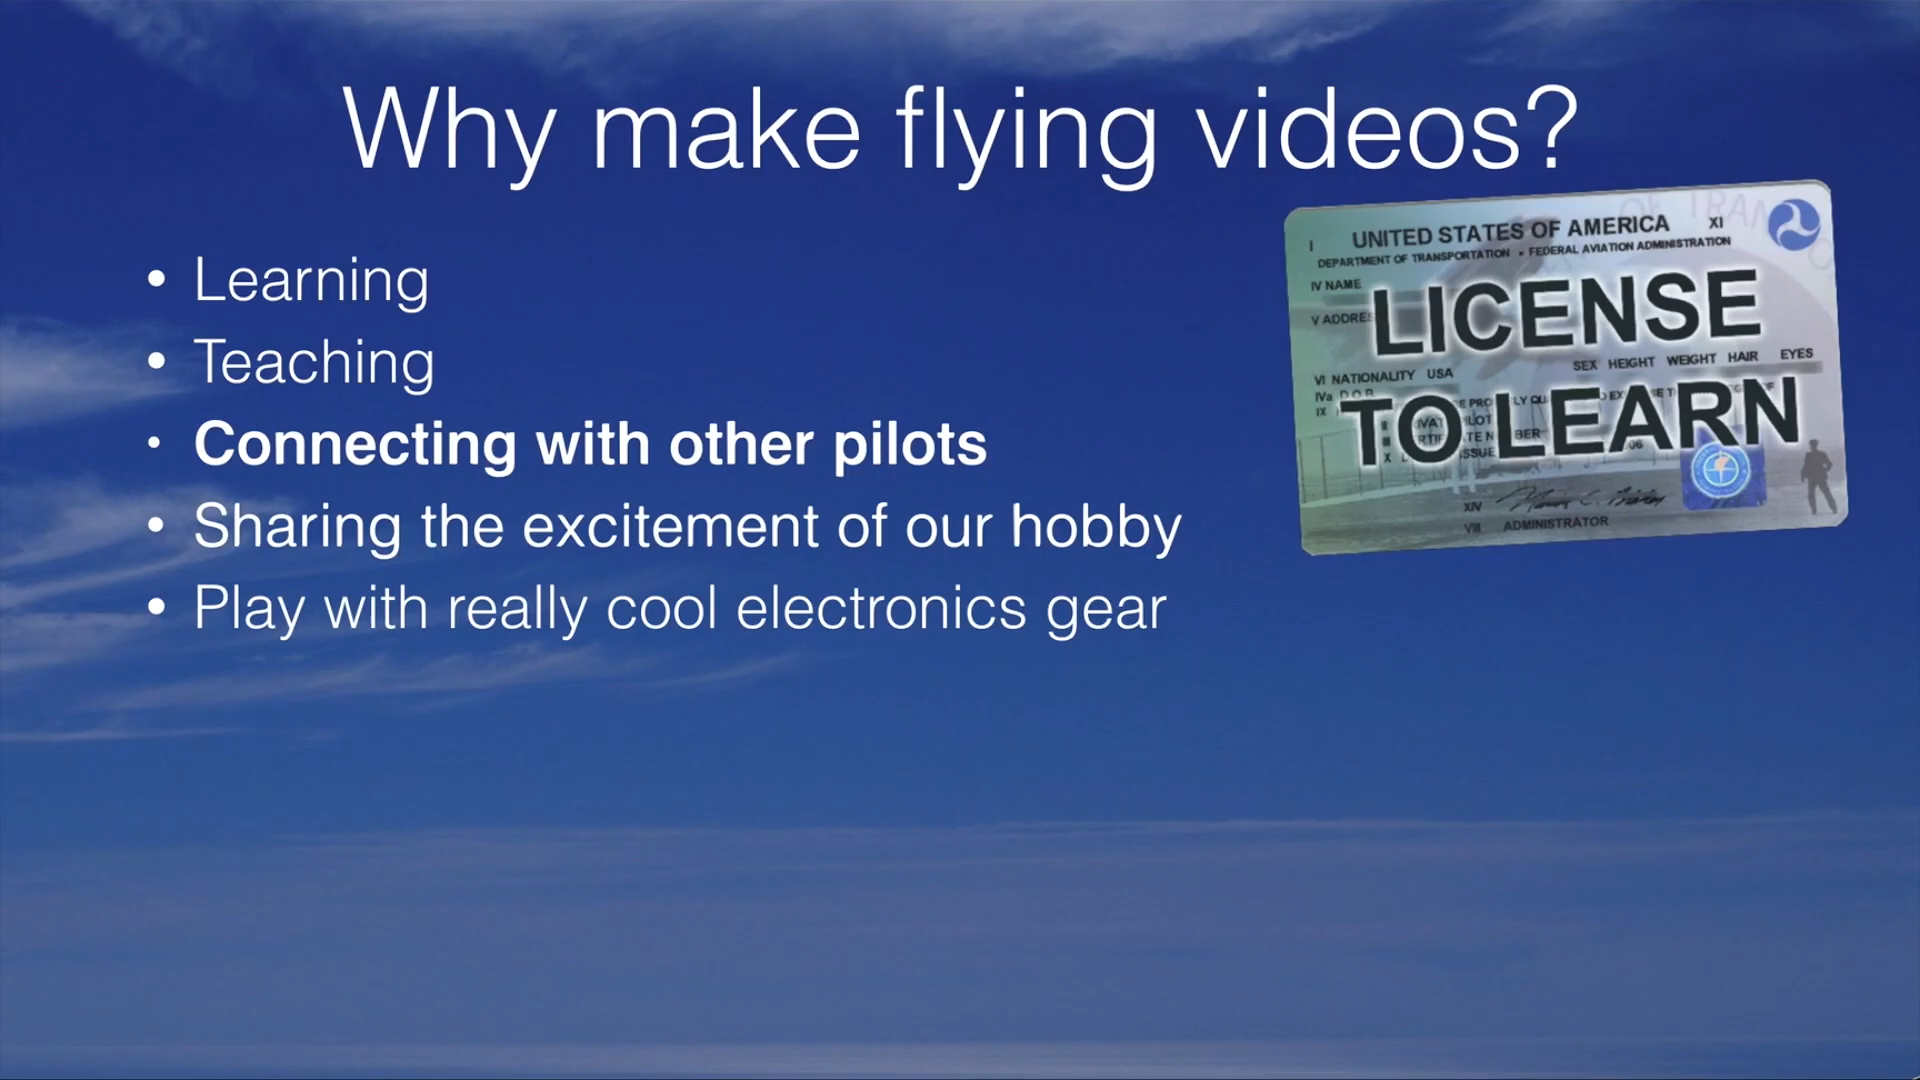 Why make flying videos?
• Learning
• Teaching
• Connecting with other pilots
• Sharing the excitement of our hobby
• Play with really cool electronics gear
I UNITED STATES OF AMERICA XI
DEPARTMENT OF TRANSPORTATION • FEDERAL AVIATION ADMINISTRATION
IV NAME
LICENSE
SEX HEIGHT WEIGHT HAIR EYES
VI NATIONALITY USA
IVa D.O.B.
IX
TO LEARN
XIV
VIII ADMINISTRATOR